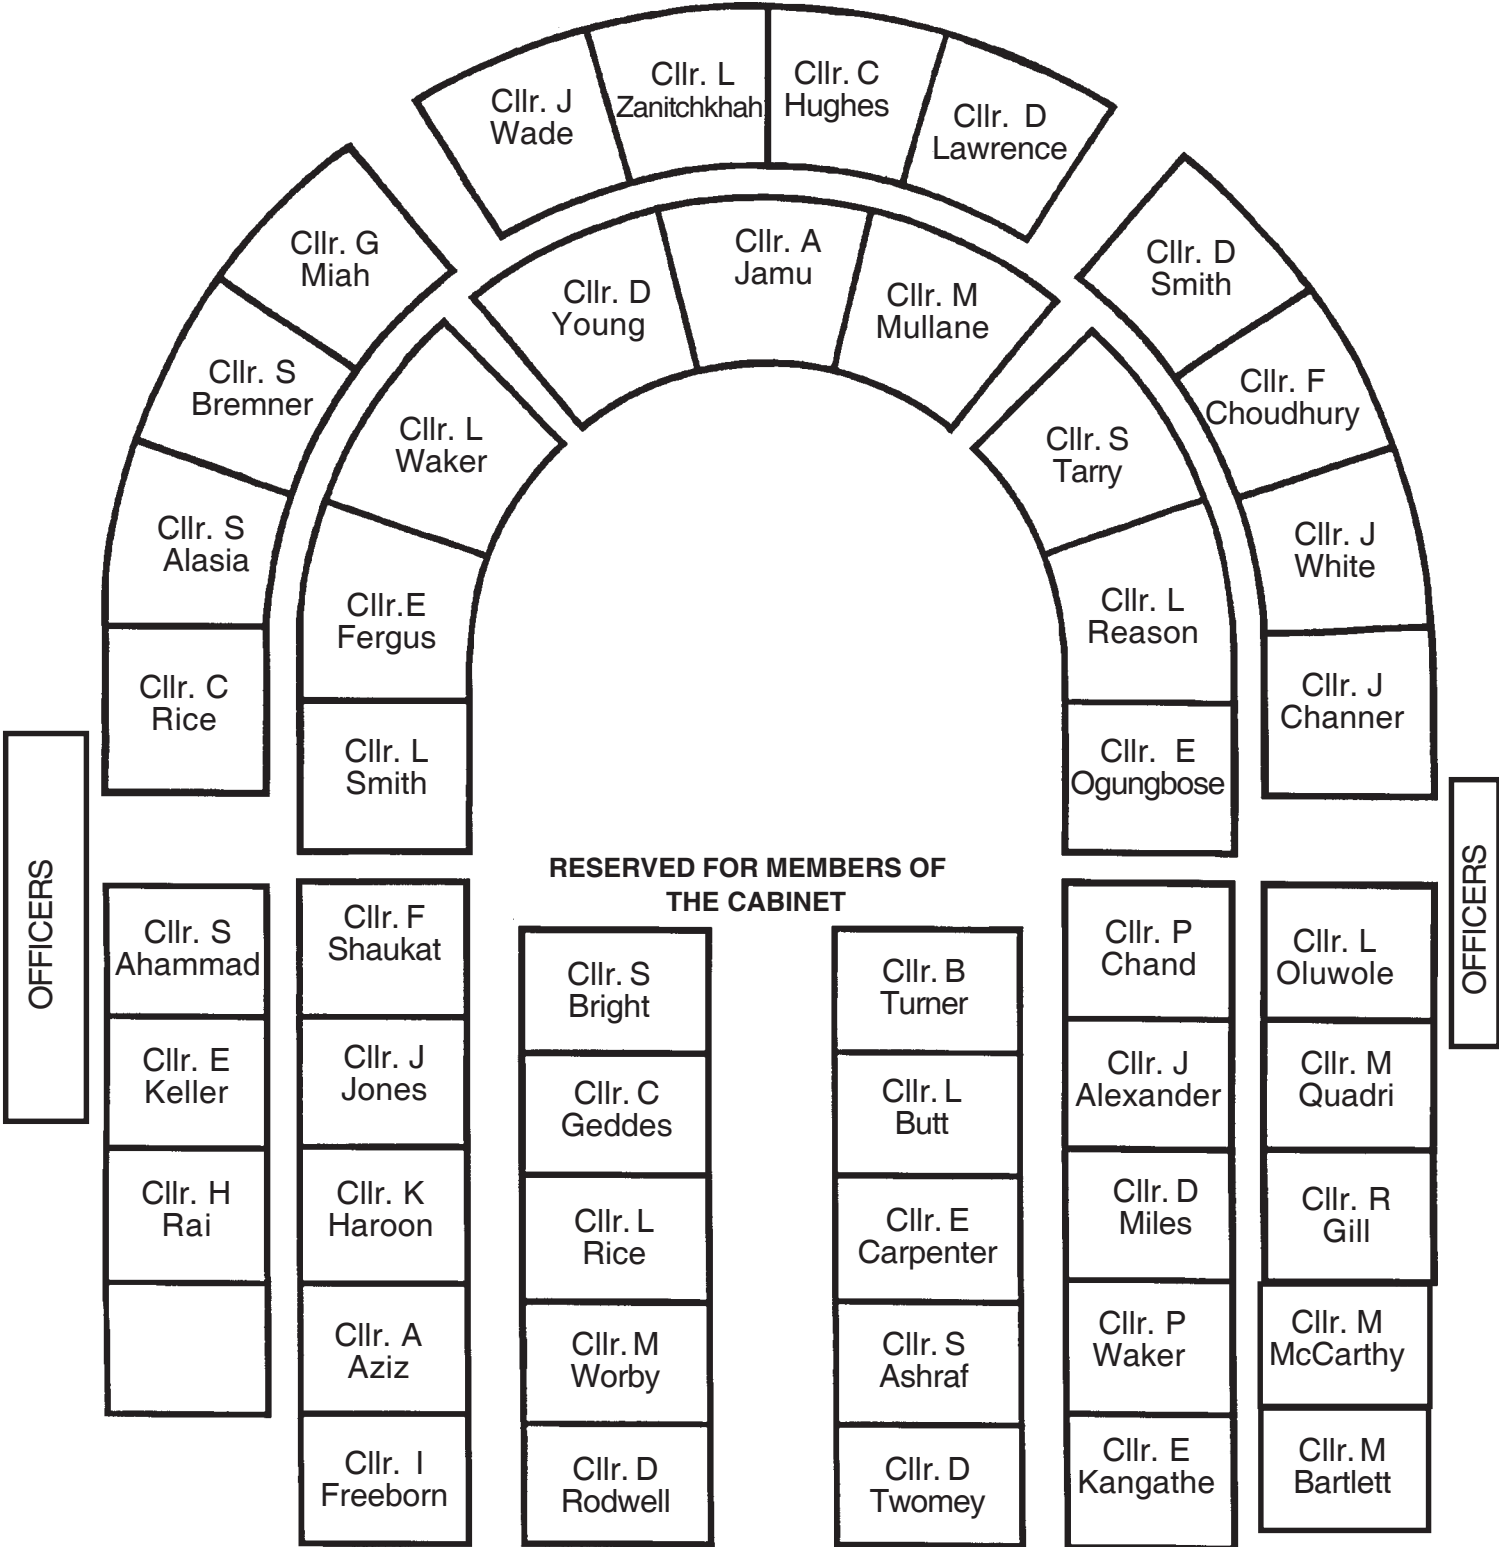 Cllr. J
Wade
Cllr. L
Zanitchkhah
Cllr. C
Hughes
Cllr. D
Lawrence
Cllr. G
Miah
Cllr. D
Young
Cllr. A
Jamu
Cllr. M
Mullane
Cllr. D
Smith
Cllr. S
Bremner
Cllr. L
Waker
Cllr. S
Tarry
Cllr. F
Choudhury
Cllr. S
Alasia
Cllr.E
Fergus
Cllr. L
Reason
Cllr. J
White
Cllr. C
Rice
Cllr. L
Smith
Cllr. E
Ogungbose
Cllr. J
Channer
OFFICERS
RESERVED FOR MEMBERS OF
THE CABINET
OFFICERS
Cllr. S
Ahammad
Cllr. E
Keller
Cllr. H
Rai
Cllr. F
Shaukat
Cllr. J
Jones
Cllr. K
Haroon
Cllr. A
Aziz
Cllr. I
Freeborn
Cllr. S
Bright
Cllr. C
Geddes
Cllr. L
Rice
Cllr. M
Worby
Cllr. D
Rodwell
Cllr. B
Turner
Cllr. L
Butt
Cllr. E
Carpenter
Cllr. S
Ashraf
Cllr. D
Twomey
Cllr. P
Chand
Cllr. J
Alexander
Cllr. D
Miles
Cllr. P
Waker
Cllr. E
Kangathe
Cllr. L
Oluwole
Cllr. M
Quadri
Cllr. R
Gill
Cllr. M
McCarthy
Cllr. M
Bartlett